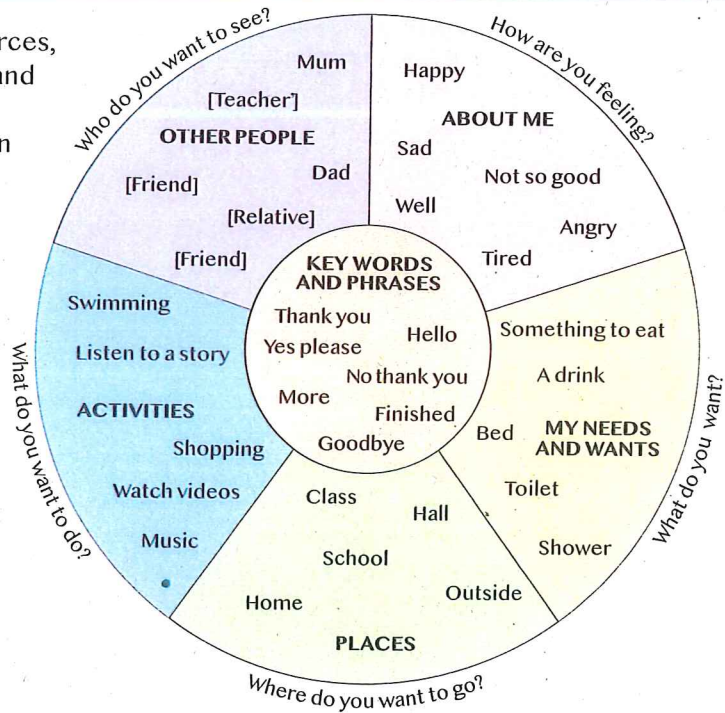 rces,
and
n
Who do you want to see?
Mum
[Teacher]
OTHER PEOPLE
Dad
[Friend]
[Relative]
[Friend]
How are you feeling?
Happy
ABOUT ME
Sad
Not so good
Well
Angry
Tired
KEY WORDS
AND PHRASES
Thank you
Hello
Yes please
No thank you
More
Finished
Goodbye
What do you want?
Something to eat
A drink
Bed
MY NEEDS
AND WANTS
Toilet
Shower
What do you want to do?
Swimming
Listen to a story
ACTIVITIES
Shopping
Watch videos
Music
Class
Hall
School
Outside
Home
PLACES
Where do you want to go?